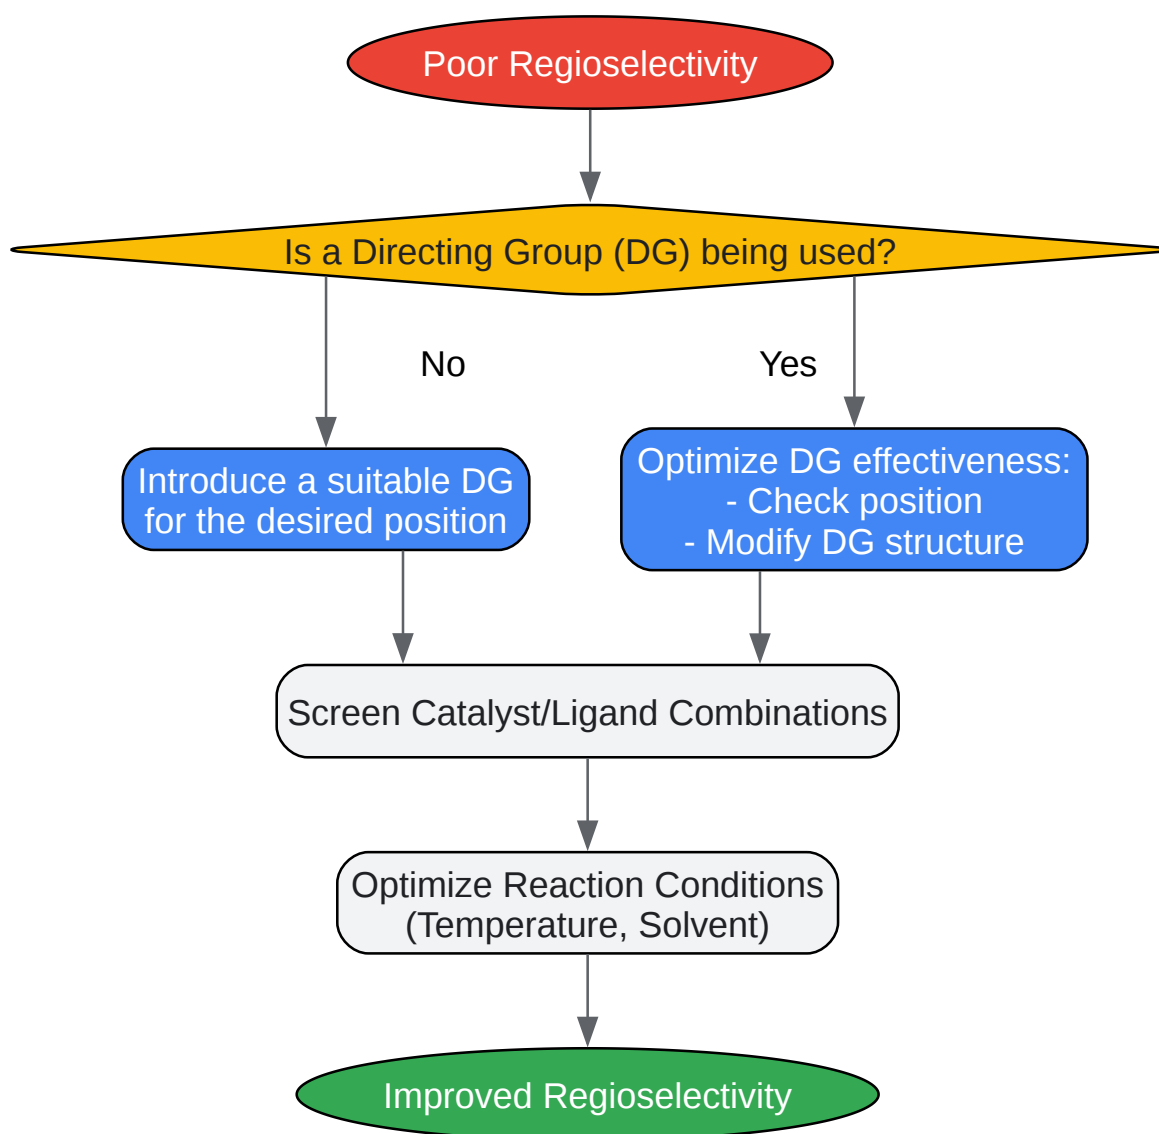 Poor Regioselectivity
Is a Directing Group (DG) being used?
No
Yes
Introduce a suitable DG
for the desired position
Optimize DG effectiveness:
- Check position
- Modify DG structure
Screen Catalyst/Ligand Combinations
Optimize Reaction Conditions
(Temperature, Solvent)
Improved Regioselectivity